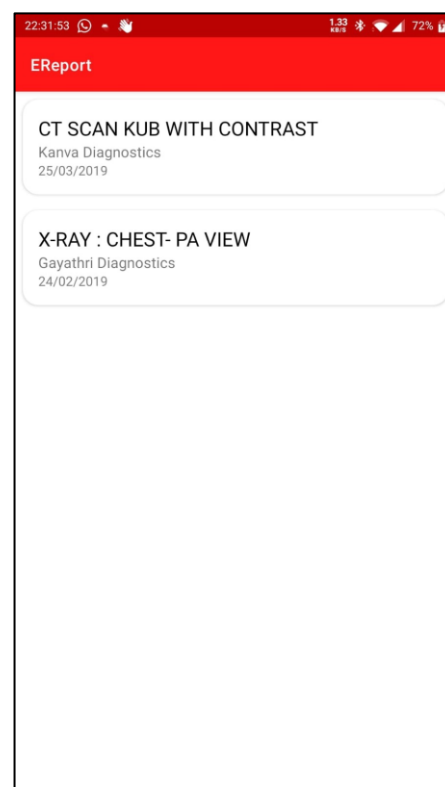 22:31:53 1.33 KB/S 72%
EReport
CT SCAN KUB WITH CONTRAST
Kanva Diagnostics
25/03/2019
X-RAY : CHEST- PA VIEW
Gayathri Diagnostics
24/02/2019